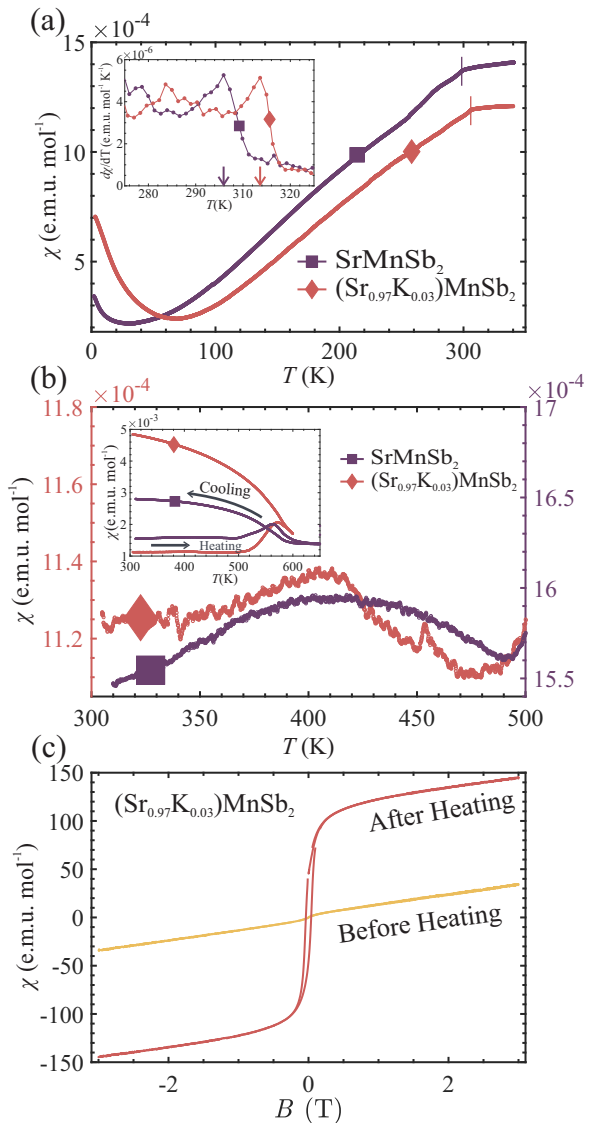 (a)
×10⁻⁴
15
10
5
χ (e.m.u. mol⁻¹)
0
100
200
300
400
T (K)
×10⁻⁶
6
4
2
0
dχ/dT (e.m.u. mol⁻¹ K⁻¹)
280
290
300
310
320
T(K)
SrMnSb₂
(Sr₀.₉₇K₀.₀₃)MnSb₂
(b)
×10⁻⁴
×10⁻⁴
11.8
11.6
11.4
11.2
χ (e.m.u. mol⁻¹)
17
16.5
16
15.5
300
350
400
450
500
T (K)
×10⁻³
5
4
3
2
1
χ(e.m.u. mol⁻¹)
300
400
500
600
T(K)
Cooling
Heating
SrMnSb₂
(Sr₀.₉₇K₀.₀₃)MnSb₂
(c)
150
100
50
0
-50
-100
-150
χ (e.m.u. mol⁻¹)
(Sr₀.₉₇K₀.₀₃)MnSb₂
After Heating
Before Heating
-2
0
2
B (T)